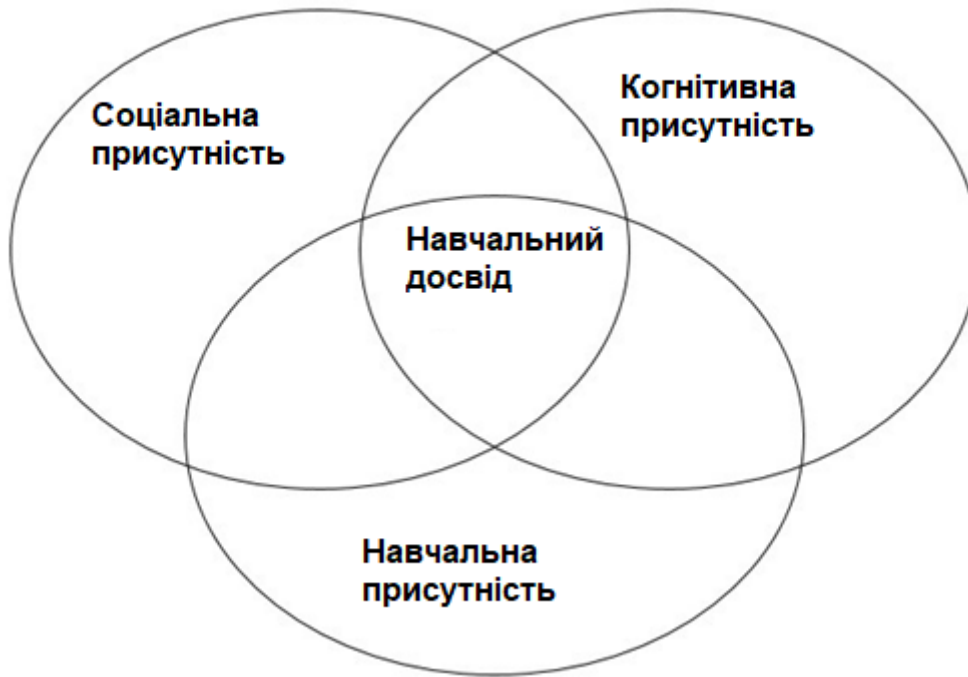 Соціальна
присутність
Когнітивна
присутність
Навчальний
досвід
Навчальна
присутність